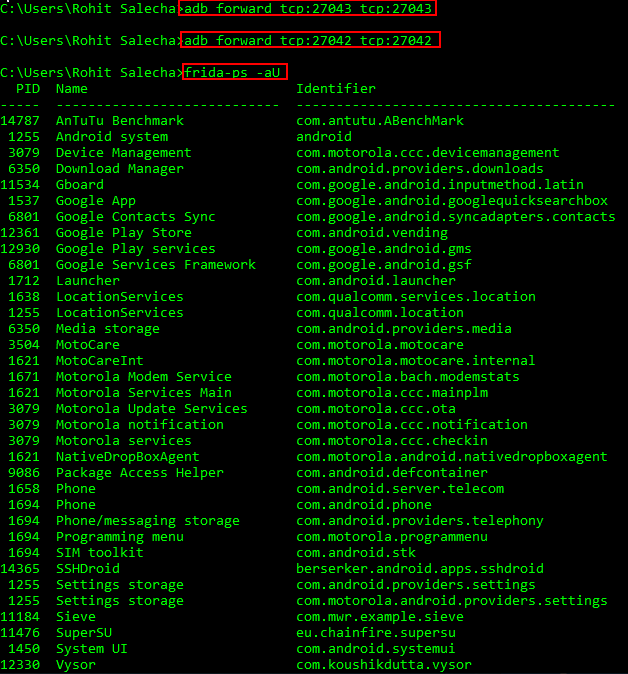 C:\Users\Rohit Salecha>adb forward tcp:27043 tcp:27043
C:\Users\Rohit Salecha>adb forward tcp:27042 tcp:27042
C:\Users\Rohit Salecha>frida-ps -aU
  PID  Name                          Identifier
-----  ----------------------------  ----------------------------------------
14787  AnTuTu Benchmark              com.antutu.ABenchMark
 1255  Android system                android
 3079  Device Management             com.motorola.ccc.devicemanagement
 6350  Download Manager              com.android.providers.downloads
11534  Gboard                        com.google.android.inputmethod.latin
 1537  Google App                    com.google.android.googlequicksearchbox
 6801  Google Contacts Sync          com.google.android.syncadapters.contacts
12361  Google Play Store             com.android.vending
12930  Google Play services          com.google.android.gms
 6801  Google Services Framework     com.google.android.gsf
 1712  Launcher                      com.android.launcher
 1638  LocationServices              com.qualcomm.services.location
 1255  LocationServices              com.qualcomm.location
 6350  Media storage                 com.android.providers.media
 3504  MotoCare                      com.motorola.motocare
 1621  MotoCareInt                   com.motorola.motocare.internal
 1671  Motorola Modem Service        com.motorola.bach.modemstats
 1621  Motorola Services Main        com.motorola.ccc.mainplm
 3079  Motorola Update Services      com.motorola.ccc.ota
 3079  Motorola notification         com.motorola.ccc.notification
 3079  Motorola services             com.motorola.ccc.checkin
 1621  NativeDropBoxAgent            com.motorola.android.nativedropboxagent
 9086  Package Access Helper         com.android.defcontainer
 1658  Phone                         com.android.server.telecom
 1694  Phone                         com.android.phone
 1694  Phone/messaging storage       com.android.providers.telephony
 1694  Programming menu              com.motorola.programmenu
 1694  SIM toolkit                   com.android.stk
14365  SSHDroid                      berserker.android.apps.sshdroid
 1255  Settings storage              com.android.providers.settings
 1255  Settings storage              com.motorola.android.providers.settings
11184  Sieve                         com.mwr.example.sieve
11476  SuperSU                       eu.chainfire.supersu
 1450  System UI                     com.android.systemui
12330  Vysor                         com.koushikdutta.vysor